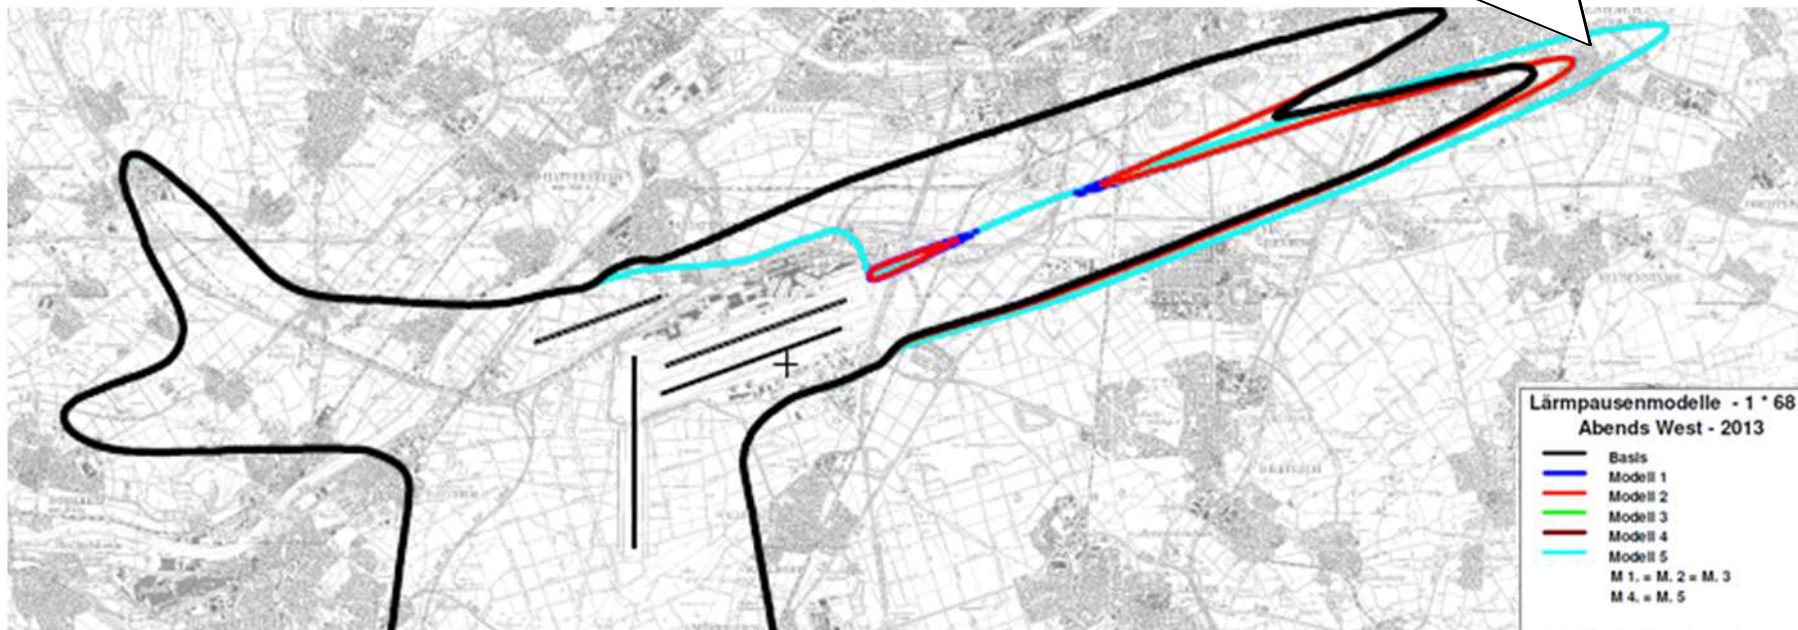 Lärmpausenmodelle - 1 * 68
Abends West - 2013
Basis
Modell 1
Modell 2
Modell 3
Modell 4
Modell 5
M 1. = M. 2 = M. 3
M 4. = M. 5